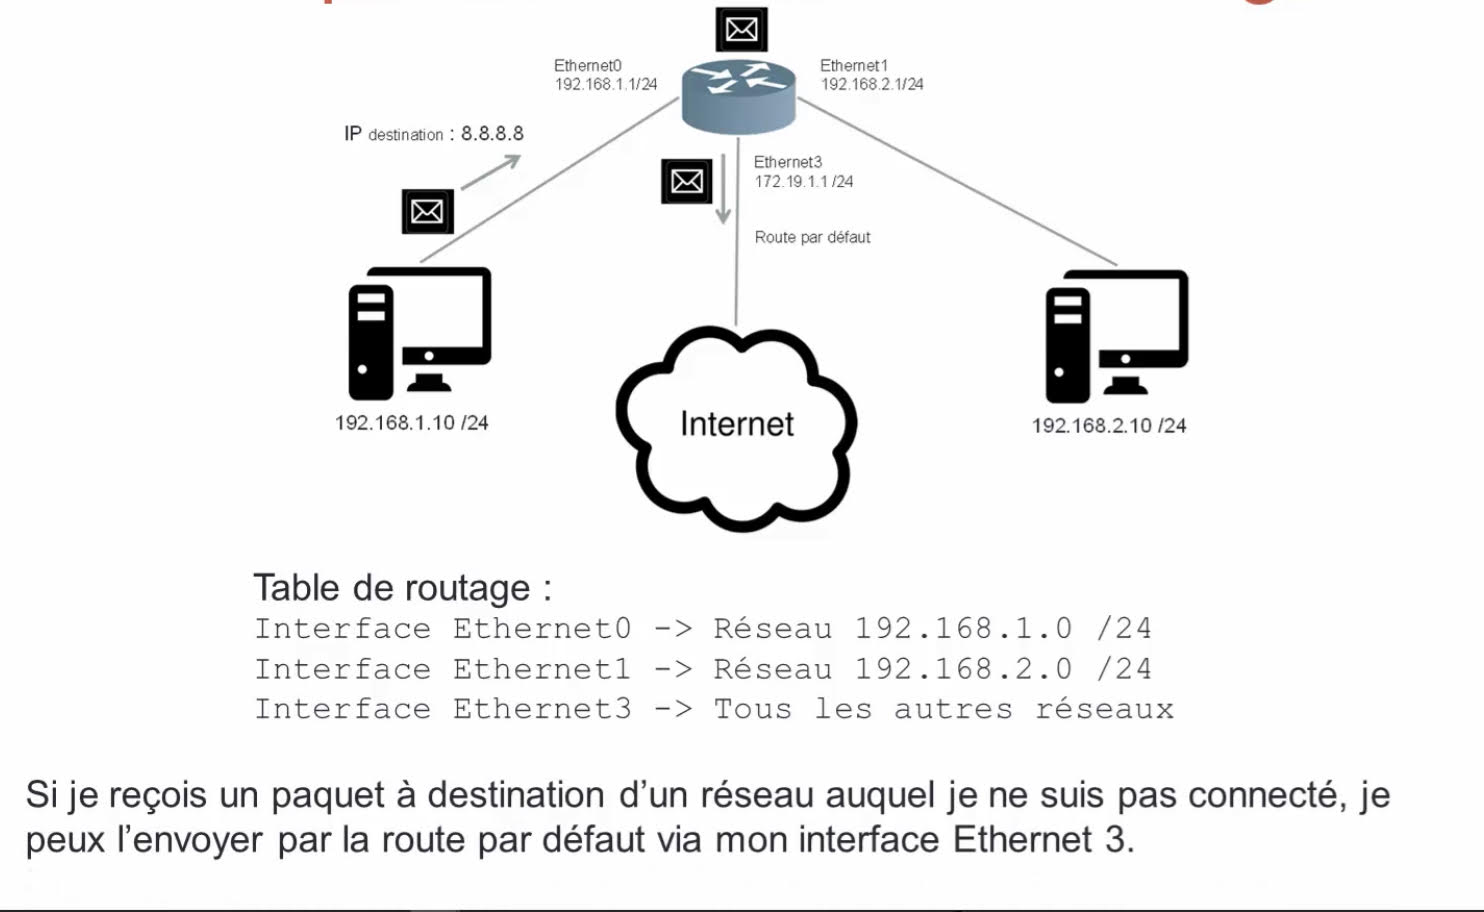 Ethernet0
192.168.1.1/24
Ethernet1
192.168.2.1/24
IP destination : 8.8.8.8
Ethernet3
172.19.1.1 /24
Route par défaut
192.168.1.10 /24
Internet
192.168.2.10 /24
Table de routage :
Interface Ethernet0 -> Réseau 192.168.1.0 /24
Interface Ethernet1 -> Réseau 192.168.2.0 /24
Interface Ethernet3 -> Tous les autres réseaux
Si je reçois un paquet à destination d’un réseau auquel je ne suis pas connecté, je
peux l’envoyer par la route par défaut via mon interface Ethernet 3.